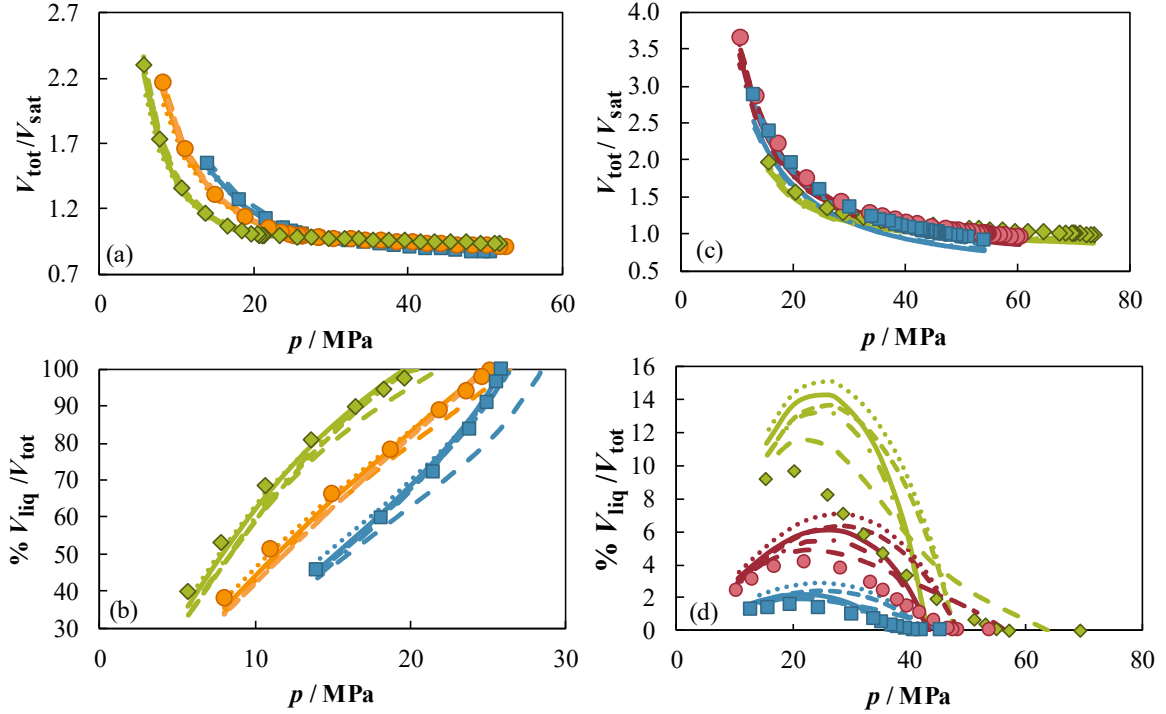 2.7
2.2
1.7
1.2
0.7
V_tot/V_sat
(a)
0 20 40 60
p / MPa
4.0
3.5
3.0
2.5
2.0
1.5
1.0
0.5
V_tot/ V_sat
(c)
0 20 40 60 80
p / MPa
100
90
80
70
60
50
40
30
% V_liq /V_tot
(b)
0 10 20 30
p / MPa
16
14
12
10
8
6
4
2
0
% V_liq /V_tot
(d)
0 20 40 60 80
p / MPa